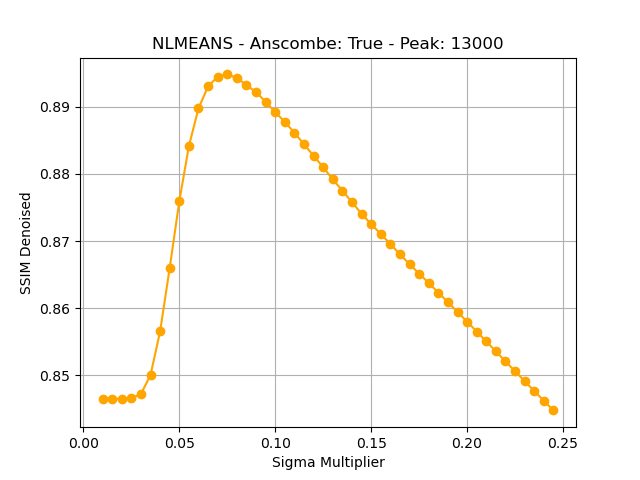 NLMEANS - Anscombe: True - Peak: 13000
0.89
0.88
0.87
0.86
0.85
SSIM Denoised
0.00 0.05 0.10 0.15 0.20 0.25
Sigma Multiplier